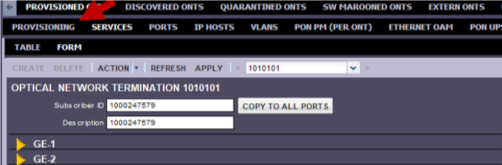 PROVISIONED O DISCOVERED ONTS QUARANTINED ONTS SW MAROONED ONTS EXTERN ONTS
PROVISIONING SERVICES PORTS IP HOSTS VLANS PON PM (PER ONT) ETHERNET OAM PON UPS
TABLE FORM
CREATE DELETE ACTION REFRESH APPLY 1010101
OPTICAL NETWORK TERMINATION 1010101
Subscriber ID 1000247579 COPY TO ALL PORTS
Description 1000247579
GE-1
GE-2